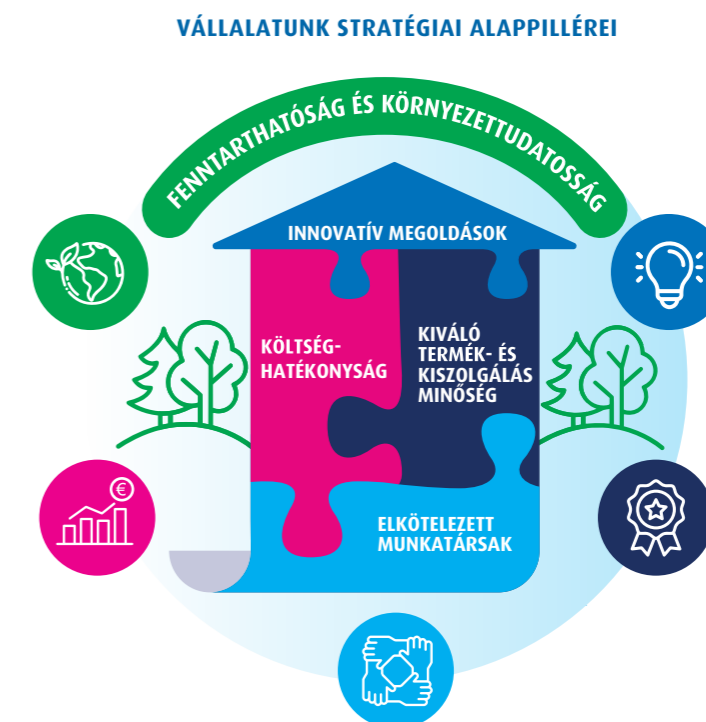 VÁLLALATUNK STRATÉGIAI ALAPPILLÉREI
FENNTARTHATÓSÁG ÉS KÖRNYEZETTUDATOSSÁG
INNOVATÍV MEGOLDÁSOK
KÖLTSÉG-
HATÉKONYSÁG
KIVÁLÓ
TERMÉK- ÉS
KISZOLGÁLÁS
MINŐSÉG
€
ELKÖTELEZETT
MUNKATÁRSAK